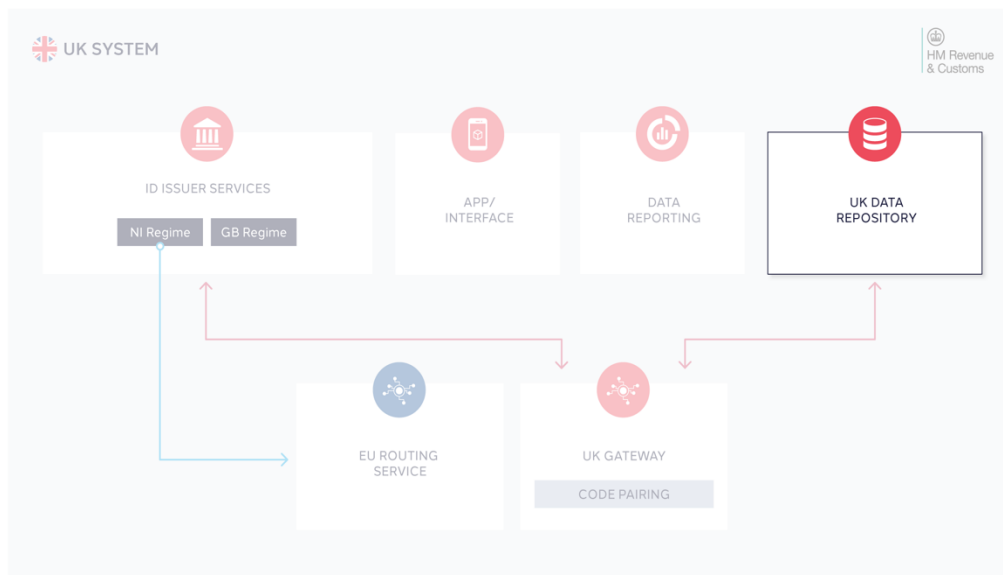 UK SYSTEM
HM Revenue
& Customs
ID ISSUER SERVICES
NI Regime
GB Regime
APP/
INTERFACE
DATA
REPORTING
UK DATA
REPOSITORY
EU ROUTING
SERVICE
UK GATEWAY
CODE PAIRING